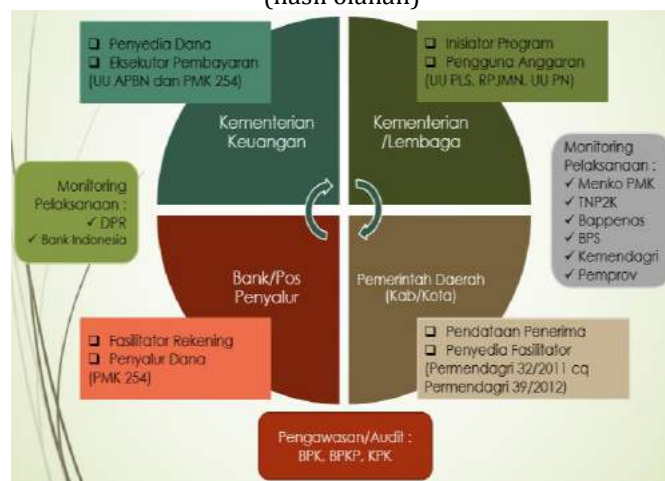 (hasil olahan)
❑ Penyedia Dana
❑ Eksekutor Pembayaran
(UU APBN dan PMK 254)
Kementerian
Keuangan
❑ Inisiator Program
❑ Pengguna Anggaran
(UU PLS, RPJMN, UU PN)
Kementerian
/Lembaga
Monitoring
Pelaksanaan :
✓ DPR
✓ Bank Indonesia
Monitoring
Pelaksanaan :
✓ Menko PMK
✓ TNP2K
✓ Bappenas
✓ BPS
✓ Kemendagri
✓ Pemprov
Bank/Pos
Penyalur
❑ Fasilitator Rekening
❑ Penyalur Dana
(PMK 254)
Pemerintah Daerah
(Kab/Kota)
❑ Pendataan Penerima
❑ Penyedia Fasilitator
(Permendagri 32/2011 cq
Permendagri 39/2012)
Pengawasan/Audit :
BPK, BPKP, KPK